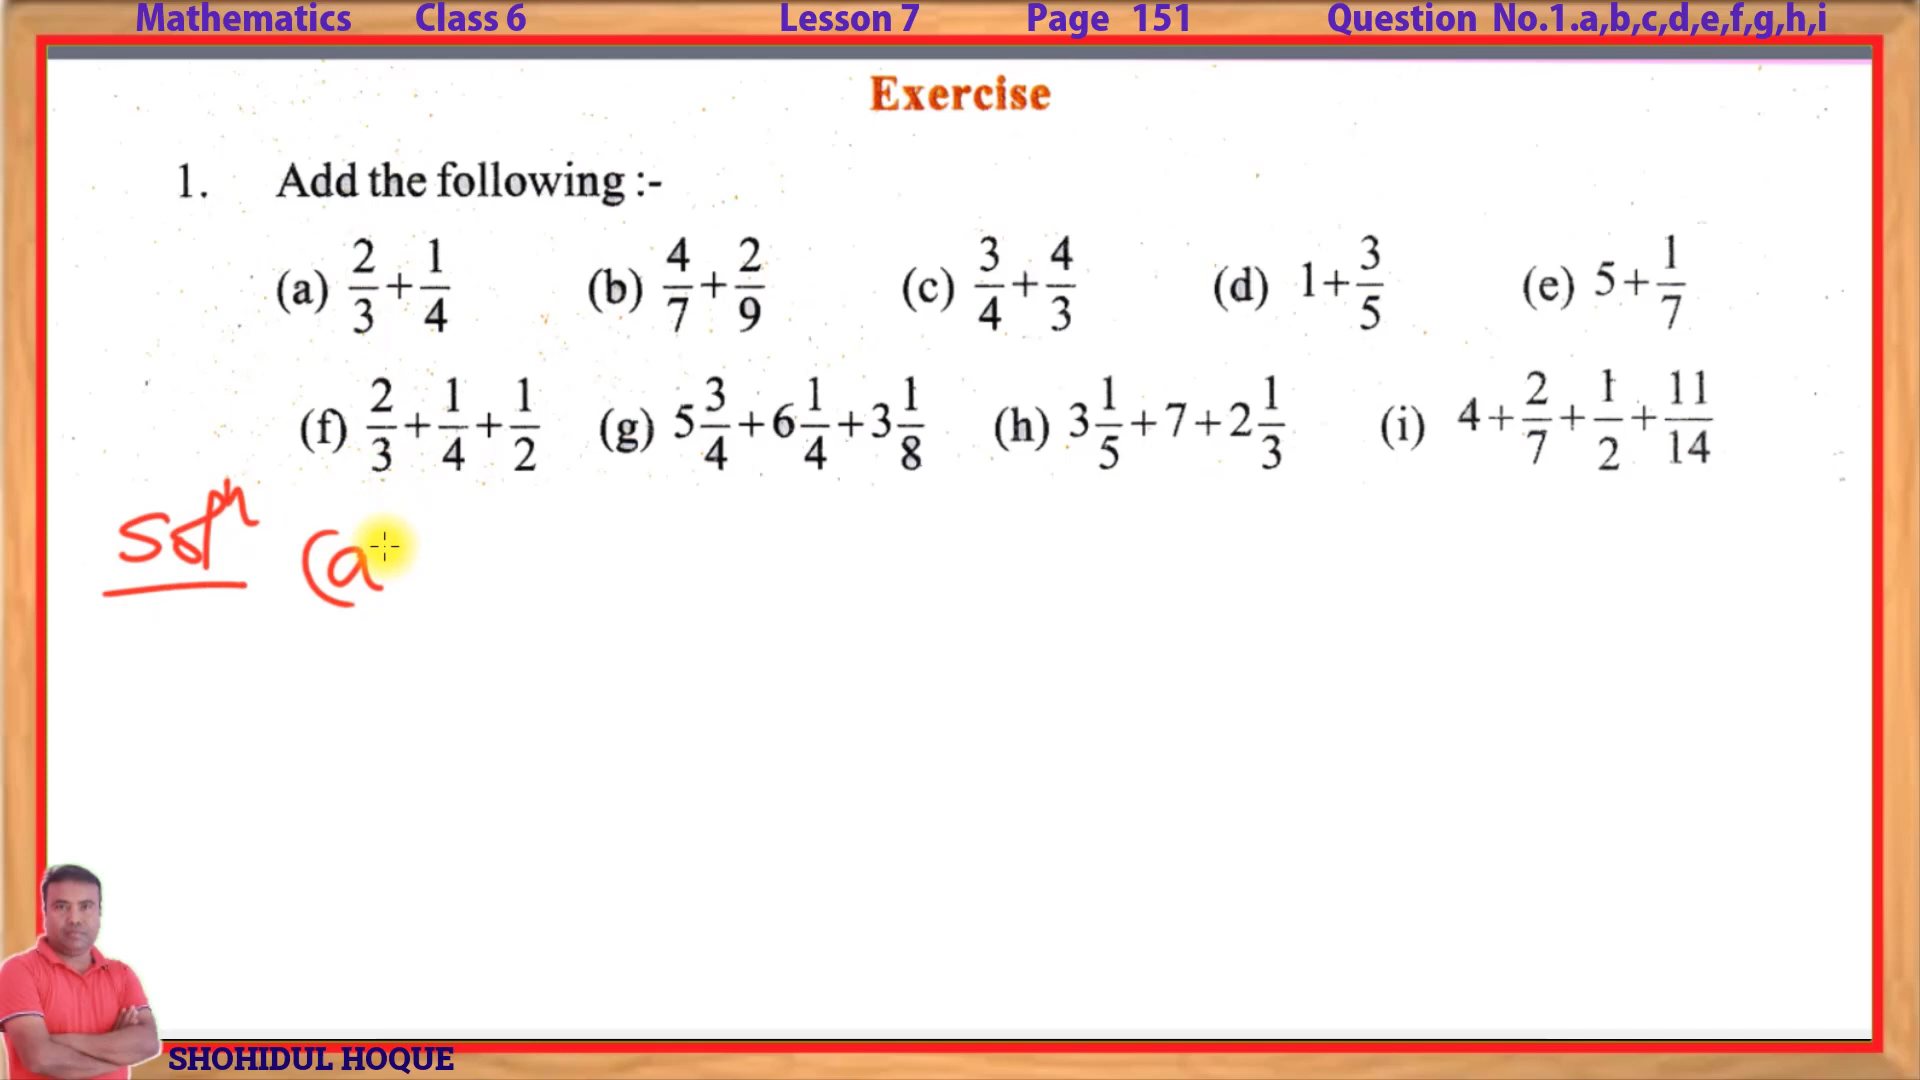 Mathematics Class 6 Lesson 7 Page 151 Question No.1.a,b,c,d,e,f,g,h,i
Exercise
1. Add the following :-
(a) 2/3 + 1/4 (b) 4/7 + 2/9 (c) 3/4 + 4/3 (d) 1 + 3/5 (e) 5 + 1/7
(f) 2/3 + 1/4 + 1/2 (g) 5 3/4 + 6 1/4 + 3 1/8 (h) 3 1/5 + 7 + 2 1/3 (i) 4 + 2/7 + 1/2 + 11/14
Solⁿ (a
SHOHIDUL HOQUE